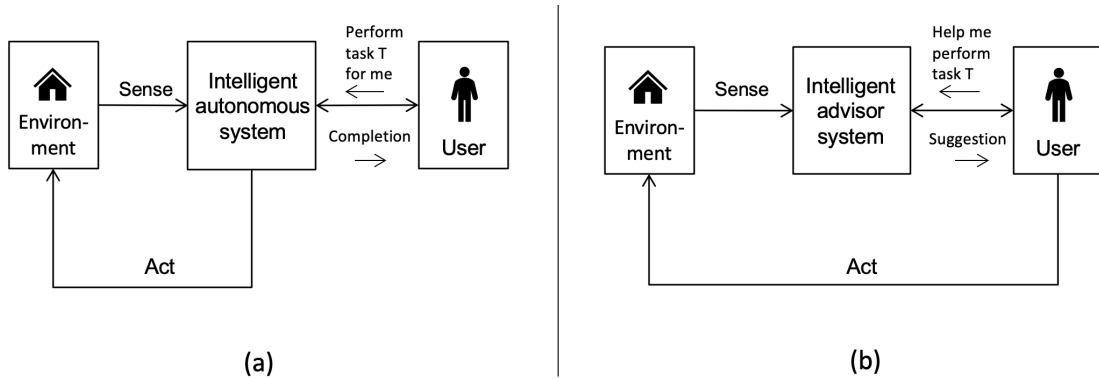 Environ-
ment
Sense
Intelligent
autonomous
system
Perform
task T
for me
Completion
User
Act
(a)
Environ-
ment
Sense
Intelligent
advisor
system
Help me
perform
task T
Suggestion
User
Act
(b)